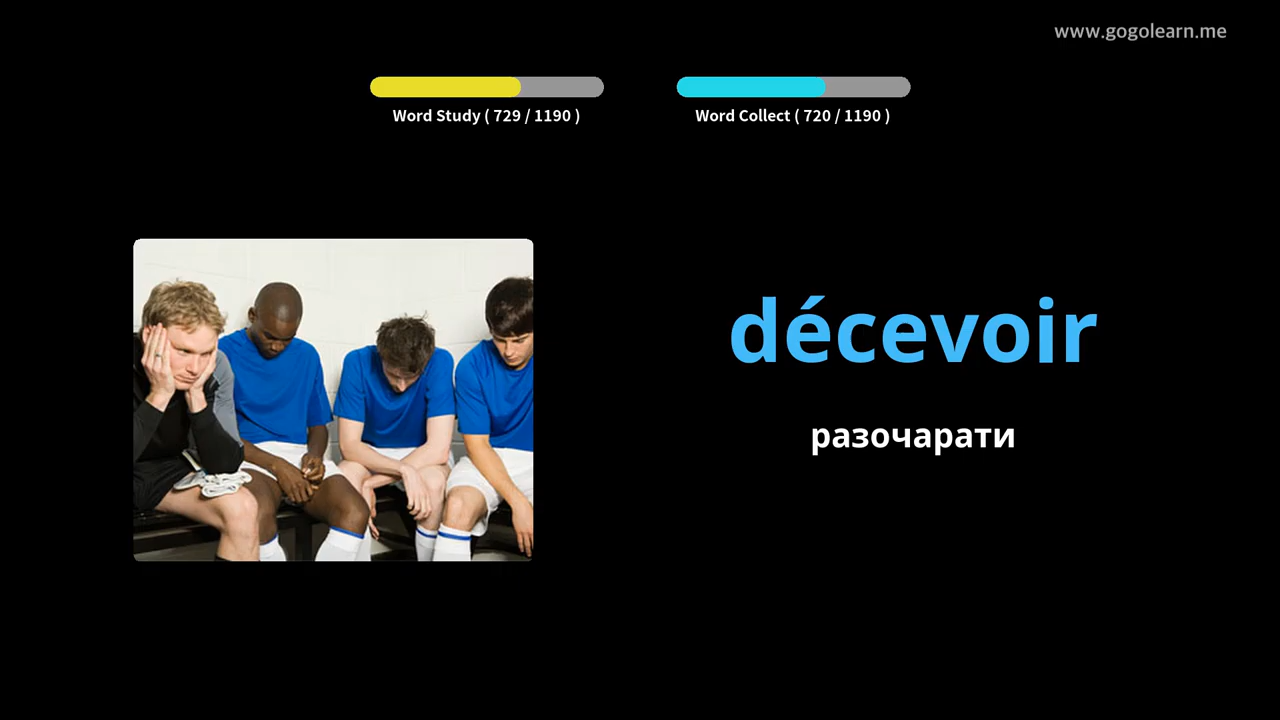 www.gogolearn.me
Word Study ( 729 / 1190 )
Word Collect ( 720 / 1190 )
décevoir
разочарати